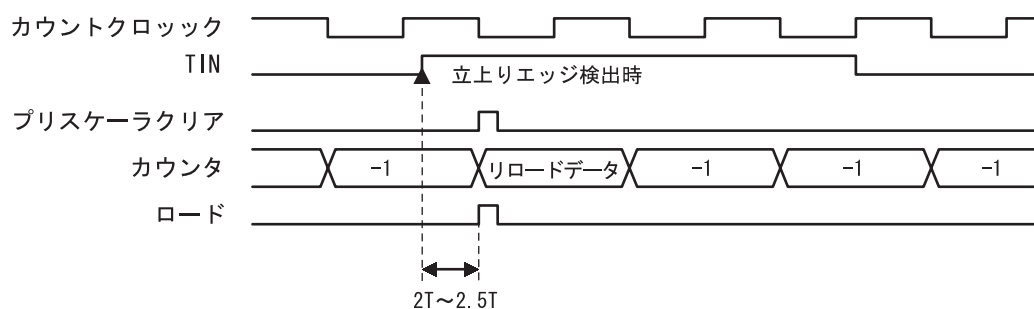 カウントクロック
TIN
立上りエッジ検出時
プリスケーラクリア
カウンタ
-1
リロードデータ
-1
-1
-1
ロード
2T～2.5T